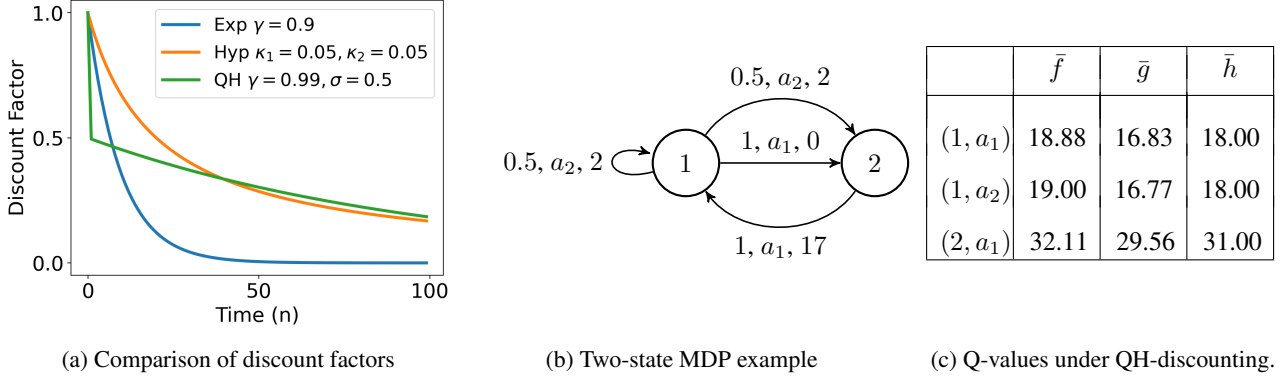 1.0
0.5
0.0
Discount Factor
0
50
100
Time (n)
Exp γ = 0.9
Hyp κ₁ = 0.05, κ₂ = 0.05
QH γ = 0.99, σ = 0.5
(a) Comparison of discount factors
0.5, a₂, 2
1, a₁, 0
0.5, a₂, 2
1
2
1, a₁, 17
(b) Two-state MDP example
f̄ ḡ h̄
(1, a₁) 18.88 16.83 18.00
(1, a₂) 19.00 16.77 18.00
(2, a₁) 32.11 29.56 31.00
(c) Q-values under QH-discounting.